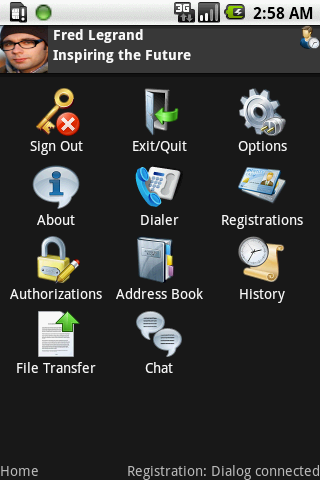 3G 2:58 AM
Fred Legrand
Inspiring the Future
Sign Out Exit/Quit Options
About Dialer Registrations
Authorizations Address Book History
File Transfer Chat
Home Registration: Dialog connected